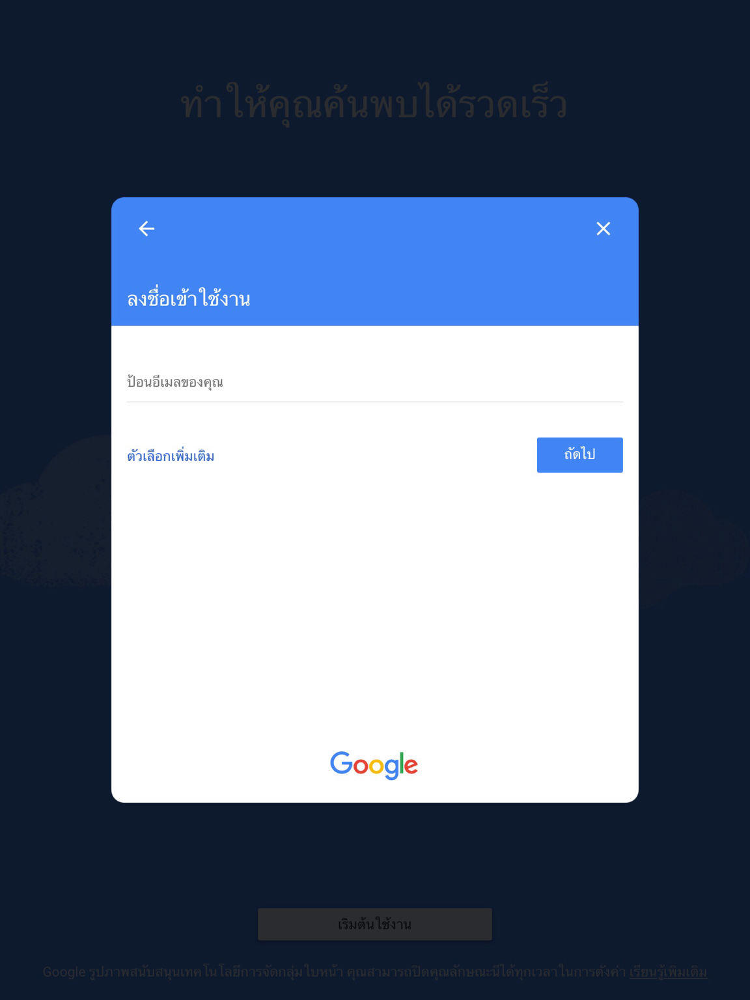 ทำให้คุณค้นพบได้รวดเร็ว
ลงชื่อเข้าใช้งาน
ป้อนอีเมลของคุณ
ตัวเลือกเพิ่มเติม
ถัดไป
Google
เริ่มต้นใช้งาน
Google รูปภาพสนับสนุนเทคโนโลยีการจัดกลุ่มใบหน้า คุณสามารถปิดคุณลักษณะนี้ได้ทุกเวลาในการตั้งค่า เรียนรู้เพิ่มเติม